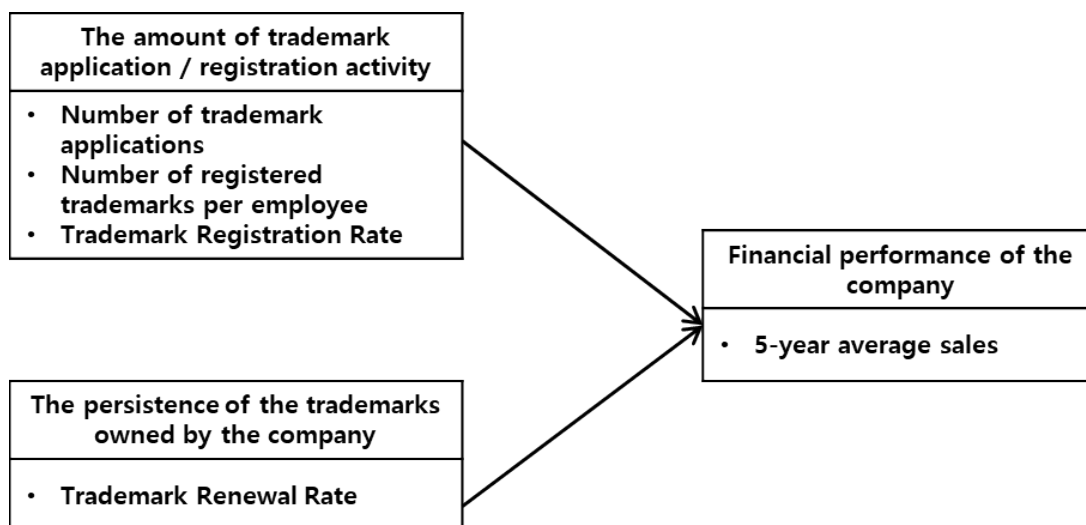 The amount of trademark
application / registration activity
• Number of trademark
applications
• Number of registered
trademarks per employee
• Trademark Registration Rate
Financial performance of the
company
• 5-year average sales
The persistence of the trademarks
owned by the company
• Trademark Renewal Rate